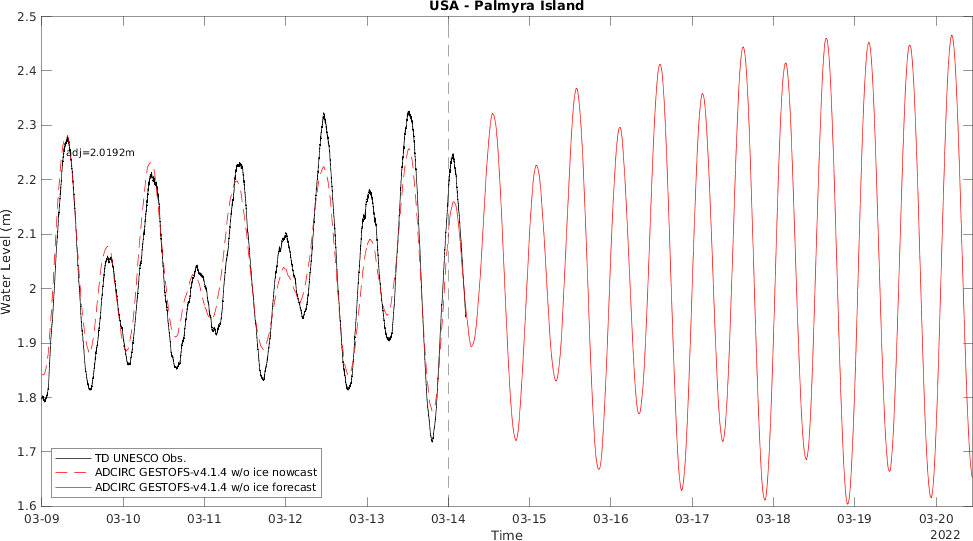 USA - Palmyra Island
2.5
2.4
2.3
2.2
2.1
2
1.9
1.8
1.7
1.6
Water Level (m)
adj=2.0192m
TD UNESCO Obs.
ADCIRC GESTOFS-v4.1.4 w/o ice nowcast
ADCIRC GESTOFS-v4.1.4 w/o ice forecast
03-09 03-10 03-11 03-12 03-13 03-14 03-15 03-16 03-17 03-18 03-19 03-20
Time
2022